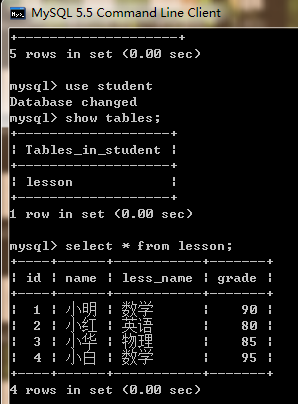 MySQL 5.5 Command Line Client
+--------------------+
5 rows in set (0.00 sec)
mysql> use student
Database changed
mysql> show tables;
+-------------------+
| Tables_in_student |
+-------------------+
| lesson            |
+-------------------+
1 row in set (0.00 sec)
mysql> select * from lesson;
+----+------+-----------+-------+
| id | name | less_name | grade |
+----+------+-----------+-------+
|  1 | 小明 | 数学      |    90 |
|  2 | 小红 | 英语      |    80 |
|  3 | 小华 | 物理      |    85 |
|  4 | 小白 | 数学      |    95 |
+----+------+-----------+-------+
4 rows in set (0.00 sec)